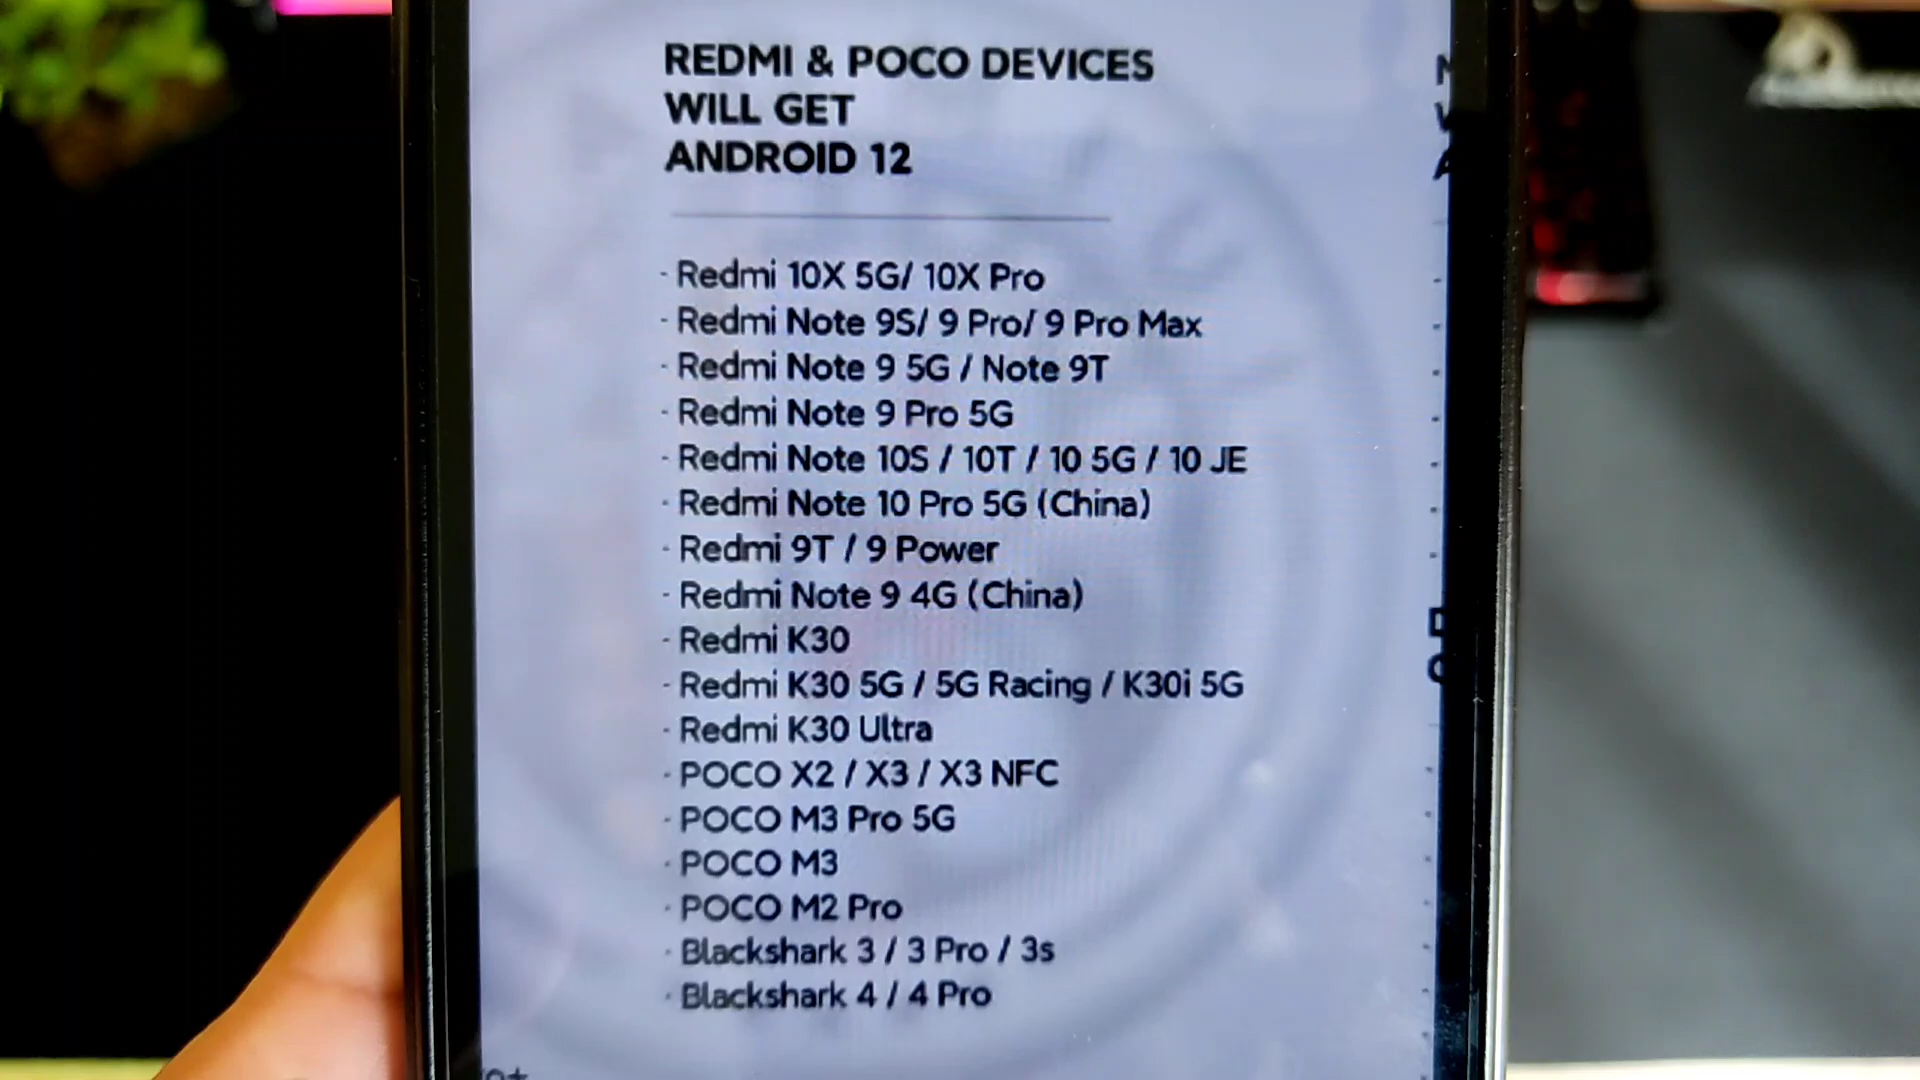 REDMI & POCO DEVICES
WILL GET
ANDROID 12
· Redmi 10X 5G/ 10X Pro
· Redmi Note 9S/ 9 Pro/ 9 Pro Max
· Redmi Note 9 5G / Note 9T
· Redmi Note 9 Pro 5G
· Redmi Note 10S / 10T / 10 5G / 10 JE
· Redmi Note 10 Pro 5G (China)
· Redmi 9T / 9 Power
· Redmi Note 9 4G (China)
· Redmi K30
· Redmi K30 5G / 5G Racing / K30i 5G
· Redmi K30 Ultra
· POCO X2 / X3 / X3 NFC
· POCO M3 Pro 5G
· POCO M3
· POCO M2 Pro
· Blackshark 3 / 3 Pro / 3s
· Blackshark 4 / 4 Pro